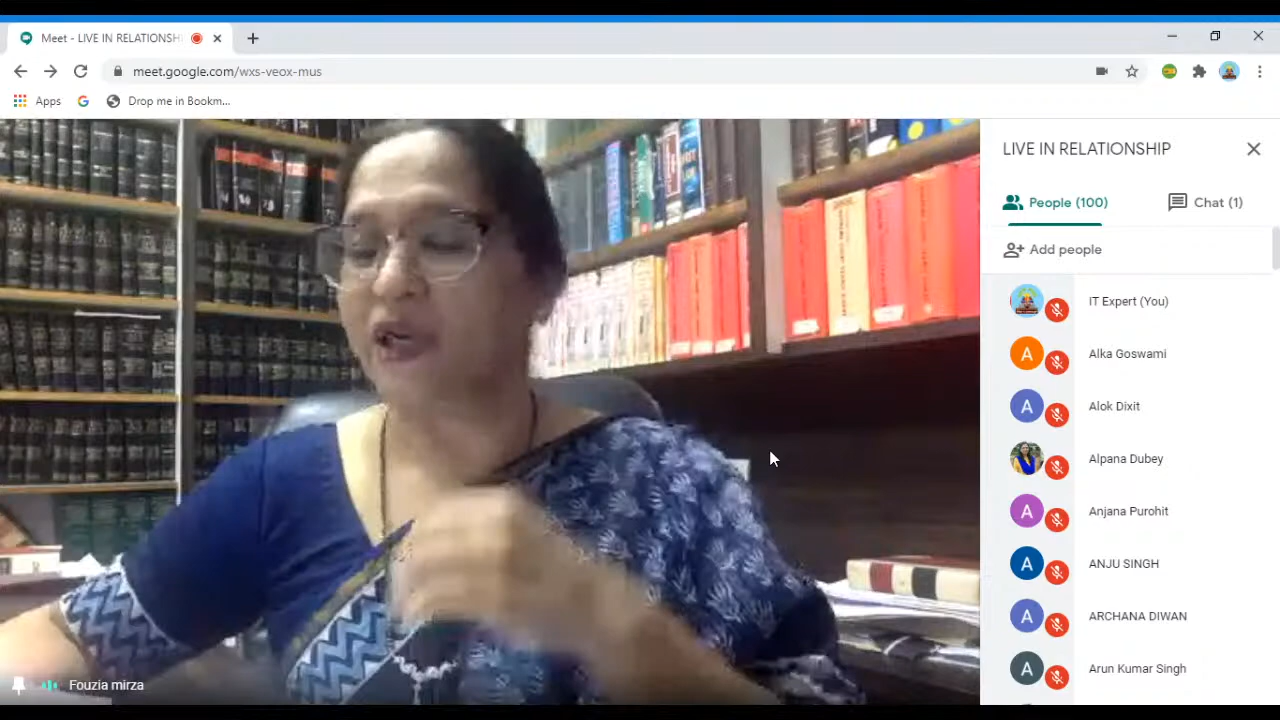 Meet - LIVE IN RELATIONSH
meet.google.com/wxs-veox-mus
Apps
Drop me in Bookm...
LIVE IN RELATIONSHIP
People (100)
Chat (1)
Add people
IT Expert (You)
A
Alka Goswami
A
Alok Dixit
Alpana Dubey
A
Anjana Purohit
A
ANJU SINGH
A
ARCHANA DIWAN
A
Arun Kumar Singh
Fouzia mirza